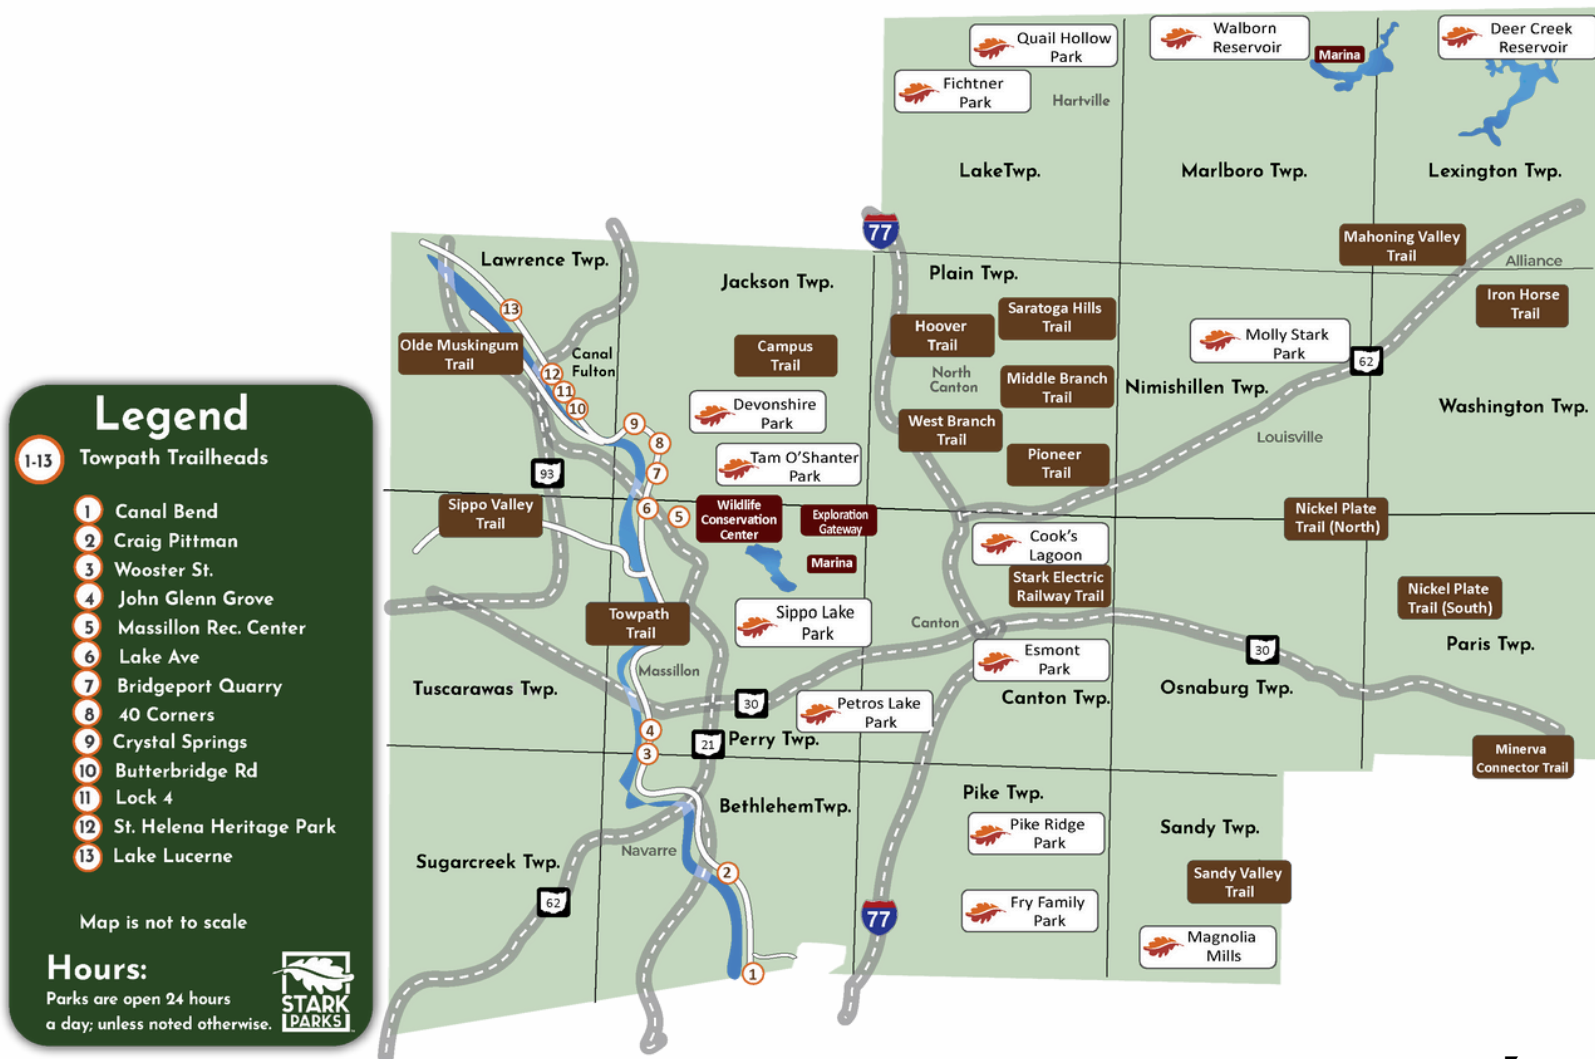 Quail Hollow
Park
Walborn
Reservoir
Marina
Deer Creek
Reservoir
Fichtner
Park
Hartville
LakeTwp.
Marlboro Twp.
Lexington Twp.
77
Mahoning Valley
Trail
Alliance
Lawrence Twp.
Jackson Twp.
Plain Twp.
Iron Horse
Trail
13
Saratoga Hills
Trail
Hoover
Trail
Molly Stark
Park
62
Olde Muskingum
Trail
Canal
Fulton
Campus
Trail
North
Canton
Middle Branch
Trail
Nimishillen Twp.
Washington Twp.
12
11
10
Devonshire
Park
West Branch
Trail
Louisville
9
8
7
Tam O'Shanter
Park
Pioneer
Trail
93
Sippo Valley
Trail
6
5
Wildlife
Conservation
Center
Exploration
Gateway
Marina
Nickel Plate
Trail (North)
Cook's
Lagoon
Stark Electric
Railway Trail
Nickel Plate
Trail (South)
Towpath
Trail
Sippo Lake
Park
Canton
Paris Twp.
30
Massillon
Esmont
Park
Tuscarawas Twp.
Canton Twp.
Osnaburg Twp.
30
Petros Lake
Park
4
3
21
Perry Twp.
Minerva
Connector Trail
BethlehemTwp.
Pike Twp.
Pike Ridge
Park
Sandy Twp.
Navarre
Sugarcreek Twp.
2
Sandy Valley
Trail
62
77
Fry Family
Park
Magnolia
Mills
1
Legend
1-13 Towpath Trailheads
1 Canal Bend
2 Craig Pittman
3 Wooster St.
4 John Glenn Grove
5 Massillon Rec. Center
6 Lake Ave
7 Bridgeport Quarry
8 40 Corners
9 Crystal Springs
10 Butterbridge Rd
11 Lock 4
12 St. Helena Heritage Park
13 Lake Lucerne
Map is not to scale
Hours:
Parks are open 24 hours
a day; unless noted otherwise.
STARK
PARKS